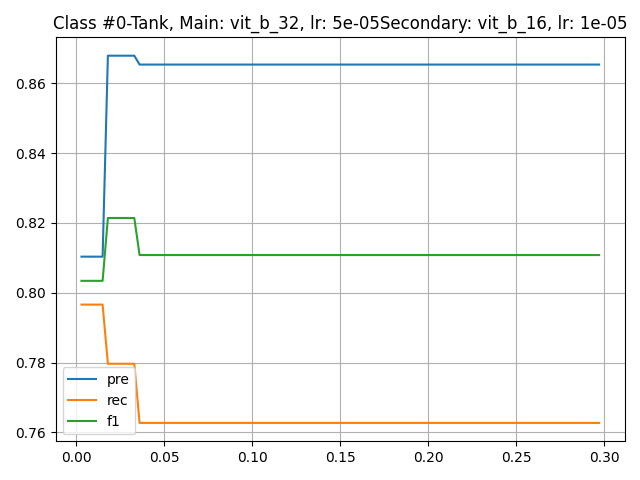 Class #0-Tank, Main: vit_b_32, lr: 5e-05Secondary: vit_b_16, lr: 1e-05
0.86
0.84
0.82
0.80
0.78
0.76
pre
rec
f1
0.00 0.05 0.10 0.15 0.20 0.25 0.30